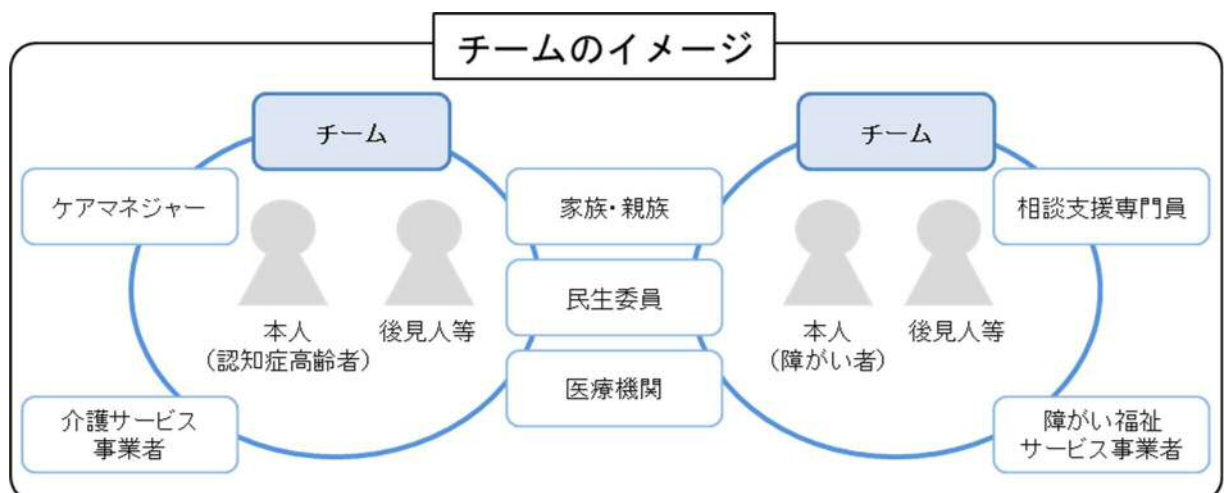 チームのイメージ
チーム
チーム
ケアマネジャー
家族・親族
相談支援専門員
民生委員
本人
(認知症高齢者)
後見人等
本人
(障がい者)
後見人等
医療機関
介護サービス
事業者
障がい福祉
サービス事業者